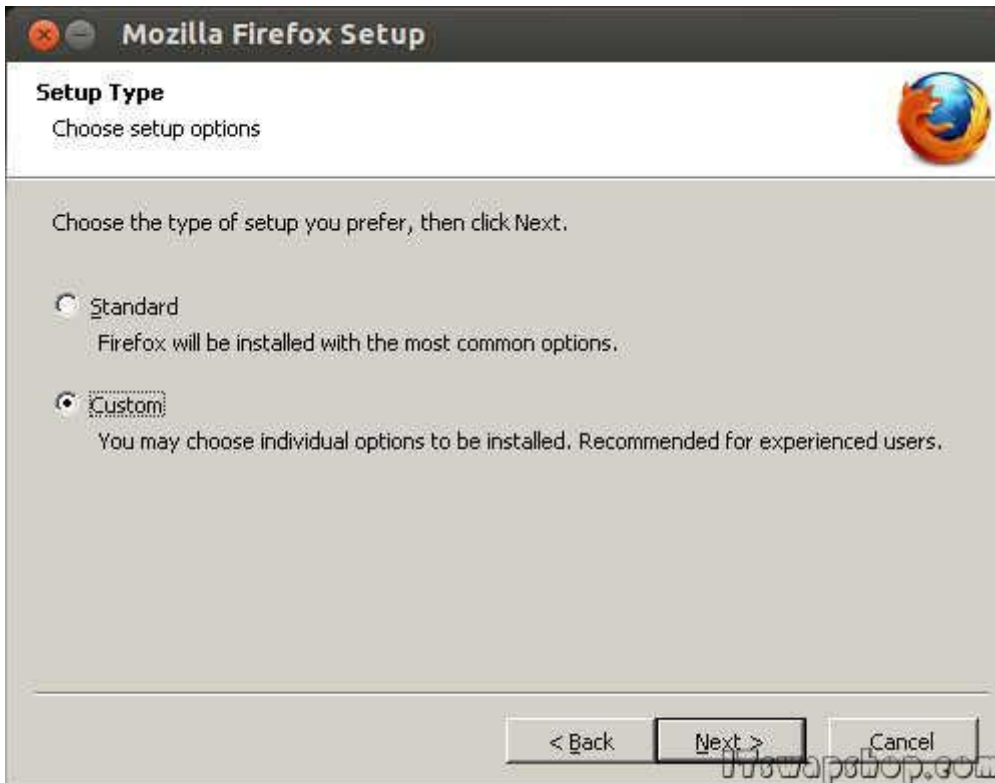 Mozilla Firefox Setup
Setup Type
Choose setup options
Choose the type of setup you prefer, then click Next.
Standard
Firefox will be installed with the most common options.
Custom
You may choose individual options to be installed. Recommended for experienced users.
< Back Next > Cancel
ITswapshop.com